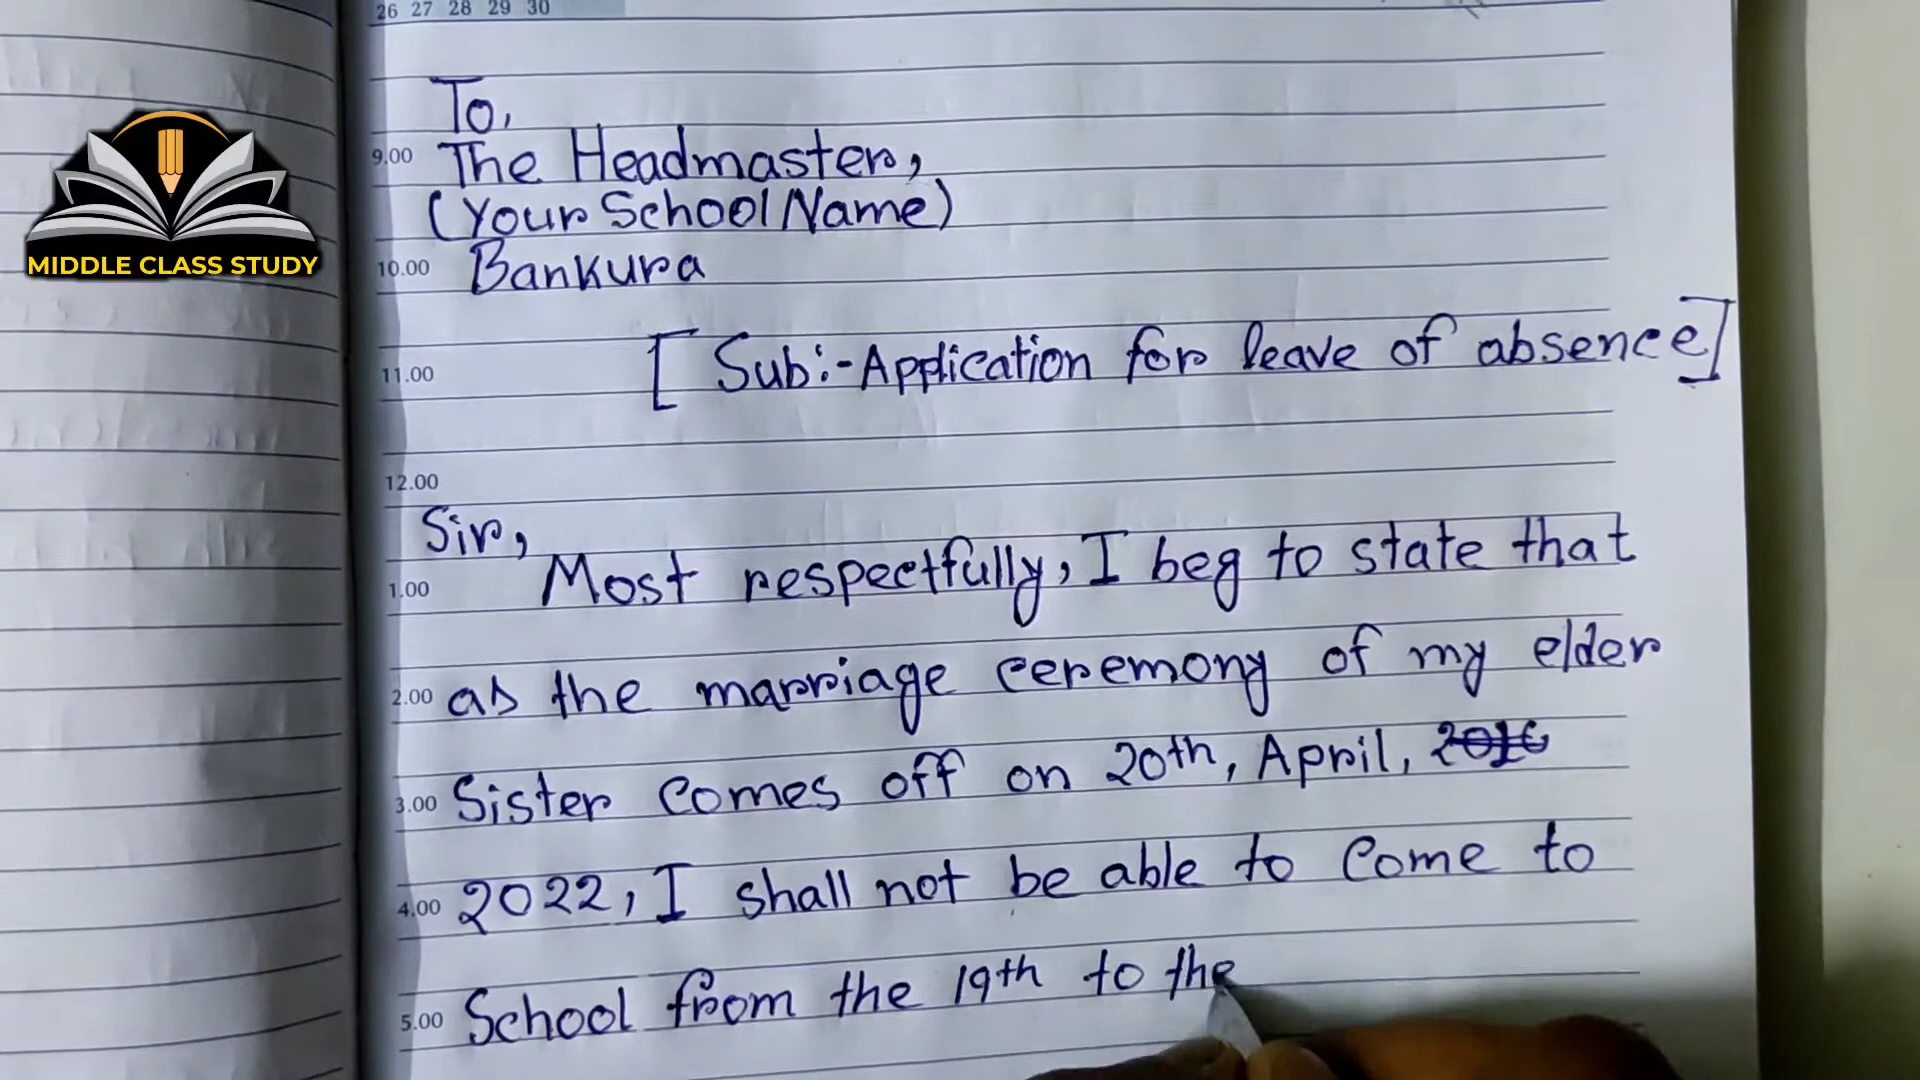 26 27 28 29 30
To,
9.00 The Headmaster,
(Your School Name)
10.00 Bankura
11.00 [Sub:-Application for leave of absence]
12.00
Sir,
1.00 Most respectfully, I beg to state that
2.00 as the marriage ceremony of my elder
3.00 Sister comes off on 20th, April,
4.00 2022, I shall not be able to come to
5.00 School from the 19th to the
MIDDLE CLASS STUDY